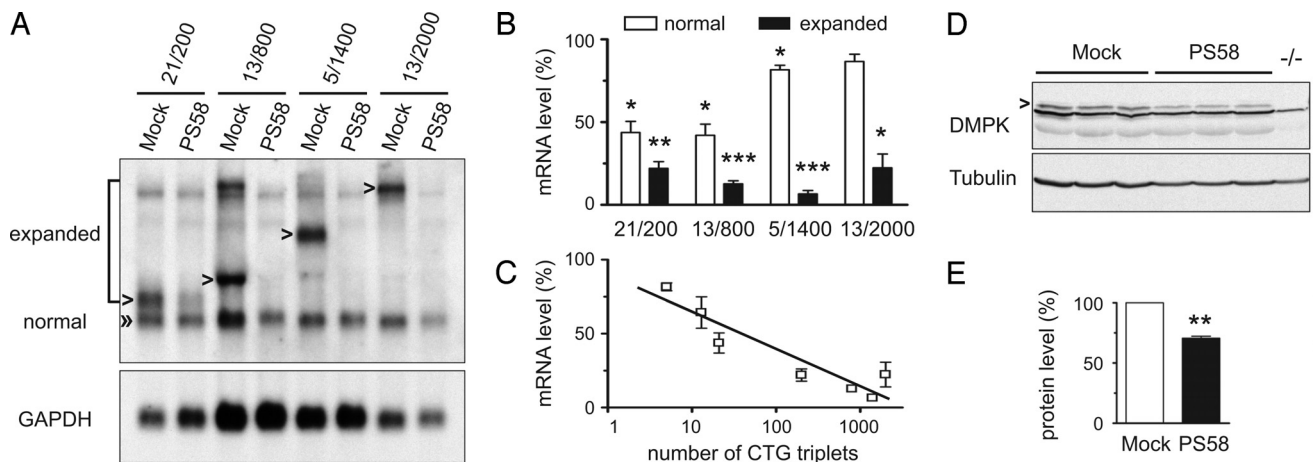 A
21/200
13/800
5/1400
13/2000
Mock
PS58
Mock
PS58
Mock
PS58
Mock
PS58
expanded
>
>
>
>
normal
»
GAPDH
B
normal
expanded
mRNA level (%)
100
50
0
*
**
*
***
*
***
*
21/200
13/800
5/1400
13/2000
C
mRNA level (%)
100
50
0
1
10
100
1000
number of CTG triplets
D
Mock
PS58
-/-
>
DMPK
Tubulin
E
protein level (%)
100
50
0
**
Mock
PS58